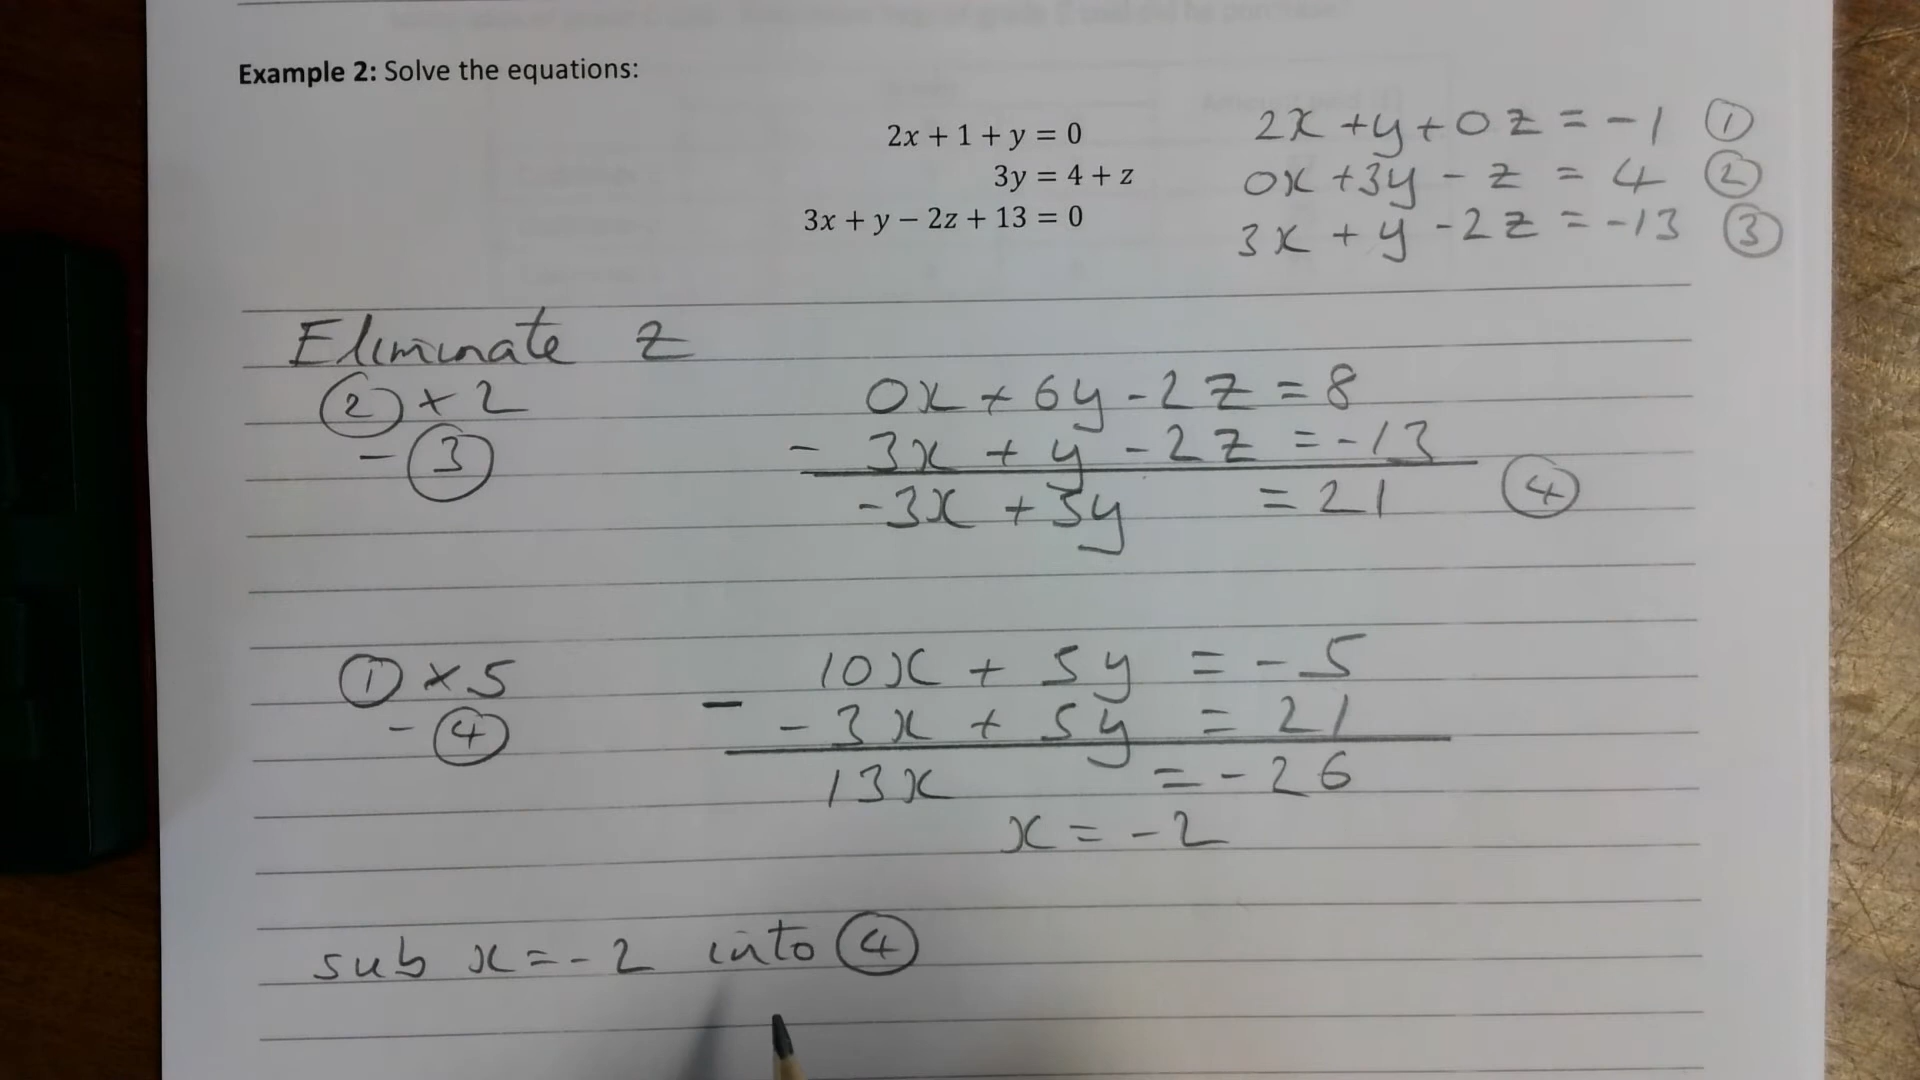 Example 2: Solve the equations:
2x + 1 + y = 0
3y = 4 + z
3x + y − 2z + 13 = 0
2x + y + 0z = -1 ①
0x + 3y - z = 4 ②
3x + y - 2z = -13 ③
Eliminate z
② × 2
- ③
0x + 6y - 2z = 8
- 3x + y - 2z = -13
-3x + 5y = 21 ④
① × 5
- ④
10x + 5y = -5
- -3x + 5y = 21
13x = -26
x = -2
sub x = -2 into ④